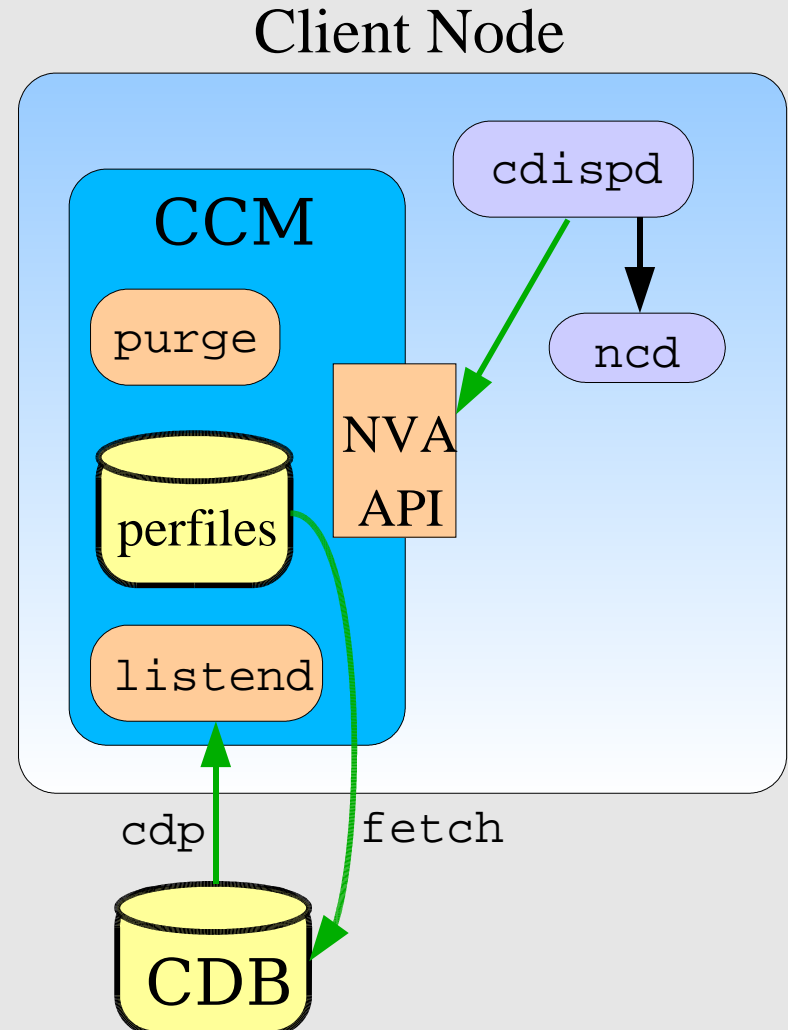 Client Node
cdispd
CCM
purge
ncd
NVA
API
perfiles
listend
cdp
fetch
CDB